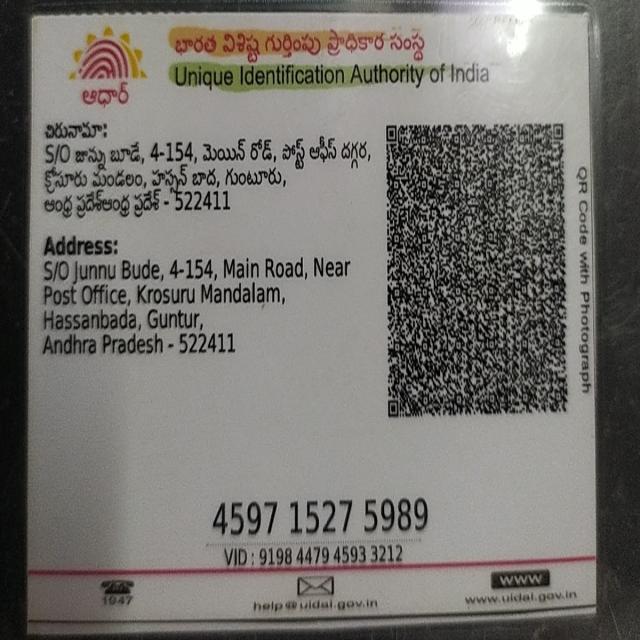 భారత విశిష్ట గుర్తింపు ప్రాధికార సంస్థ
Unique Identification Authority of India
ఆధార్
చిరునామా:
S/O జున్ను బూడే, 4-154, మెయిన్ రోడ్, పోస్ట్ ఆఫీస్ దగ్గర,
క్రోసూరు మండలం, హస్సన్ బాద, గుంటూరు,
ఆంధ్ర ప్రదేశ్ఆంధ్ర ప్రదేశ్ - 522411
Address:
S/O Junnu Bude, 4-154, Main Road, Near
Post Office, Krosuru Mandalam,
Hassanbada, Guntur,
Andhra Pradesh - 522411
QR Code with Photograph
4597 1527 5989
VID : 9198 4479 4593 3212
1947
help@uidai.gov.in
www
www.uidai.gov.in